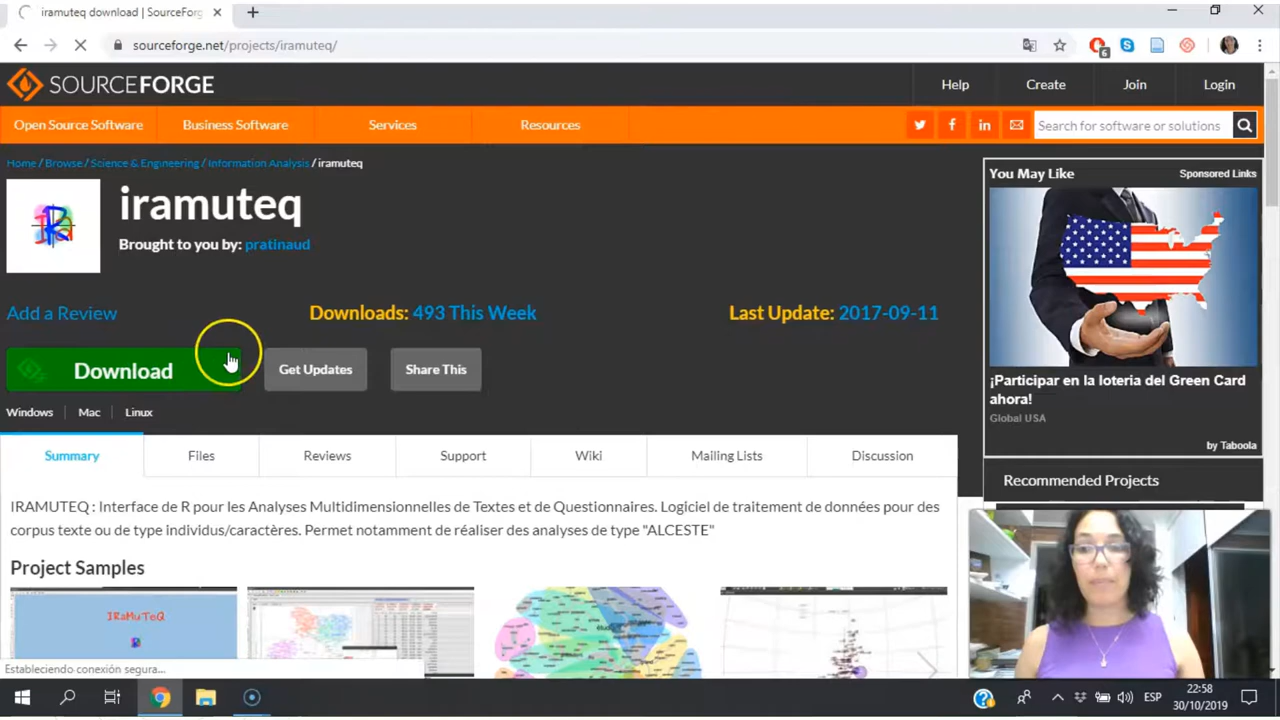 iramuteq download | SourceForg
sourceforge.net/projects/iramuteq/
6
SOURCEFORGE
Help
Create
Join
Login
Open Source Software
Business Software
Services
Resources
Search for software or solutions
Home / Browse / Science & Engineering / Information Analysis / iramuteq
iramuteq
Brought to you by: pratinaud
Add a Review
Downloads: 493 This Week
Last Update: 2017-09-11
Download
Get Updates
Share This
Windows
Mac
Linux
Summary
Files
Reviews
Support
Wiki
Mailing Lists
Discussion
IRAMUTEQ : Interface de R pour les Analyses Multidimensionnelles de Textes et de Questionnaires. Logiciel de traitement de données pour des
corpus texte ou de type individus/caractères. Permet notamment de réaliser des analyses de type "ALCESTE"
Project Samples
IRaMuTeQ
You May Like
Sponsored Links
¡Participar en la loteria del Green Card
ahora!
Global USA
by Taboola
Recommended Projects
Estableciendo conexión segura...
ESP
22:58
30/10/2019